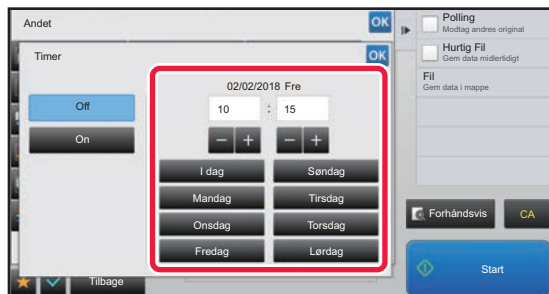 Andet
OK
Timer
OK
02/02/2018 Fre
10 : 15
Off
On
− + − +
I dag Søndag
Mandag Tirsdag
Onsdag Torsdag
Fredag Lørdag
Tilbage
Polling
Modtag andres original
Hurtig Fil
Gem data midlertidigt
Fil
Gem data i mappe
Forhåndsvis
CA
Start